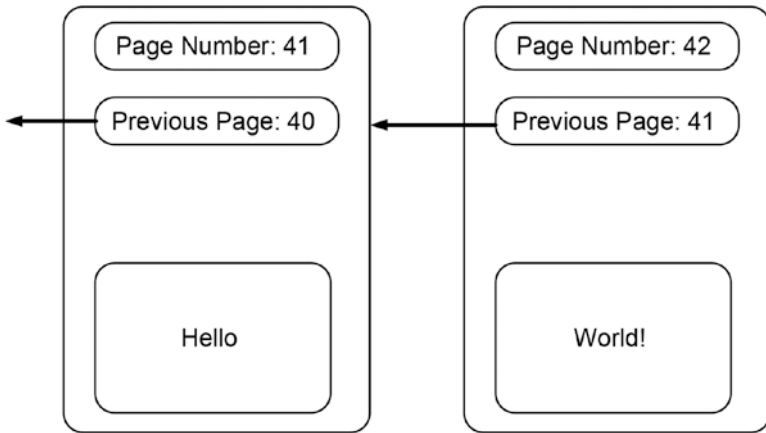 Page Number: 41
Previous Page: 40
Hello
Page Number: 42
Previous Page: 41
World!